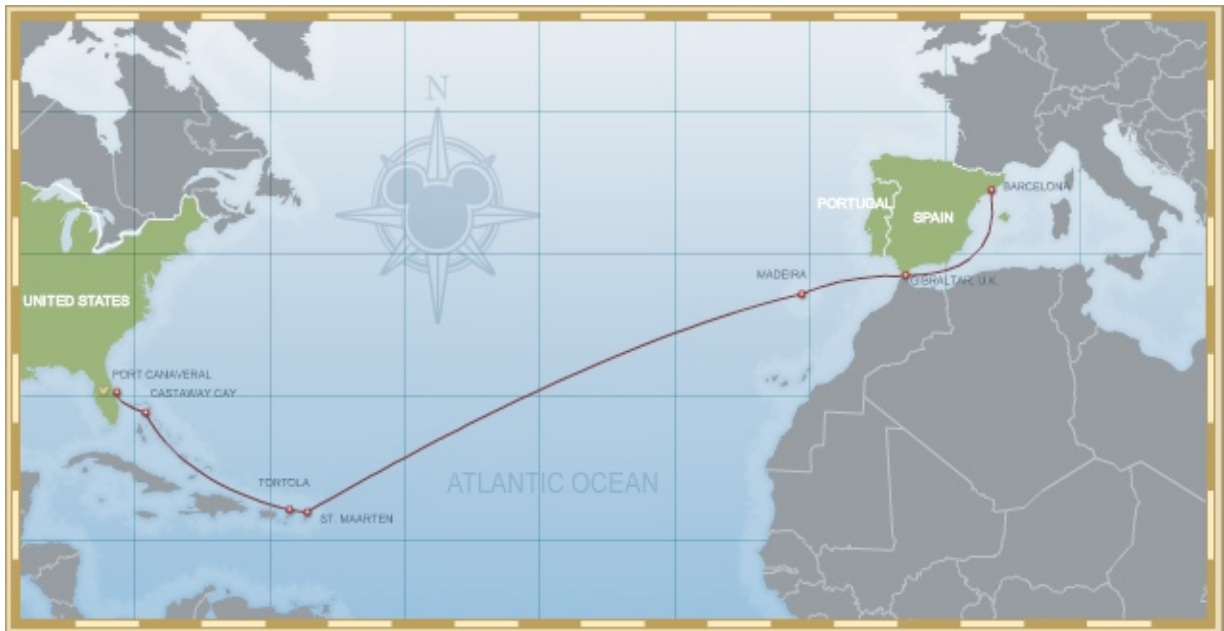 N
BARCELONA
PORTUGAL
SPAIN
MADEIRA
GIBRALTAR, U.K.
UNITED STATES
PORT CANAVERAL
CASTAWAY CAY
TORTOLA
ATLANTIC OCEAN
ST. MAARTEN